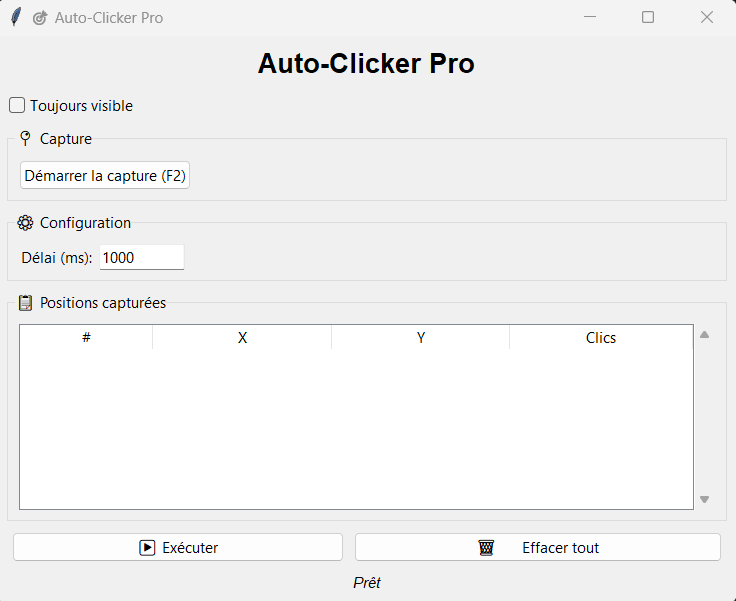 Auto-Clicker Pro
Auto-Clicker Pro
Toujours visible
Capture
Démarrer la capture (F2)
Configuration
Délai (ms): 1000
Positions capturées
# X Y Clics
Exécuter Effacer tout
Prêt